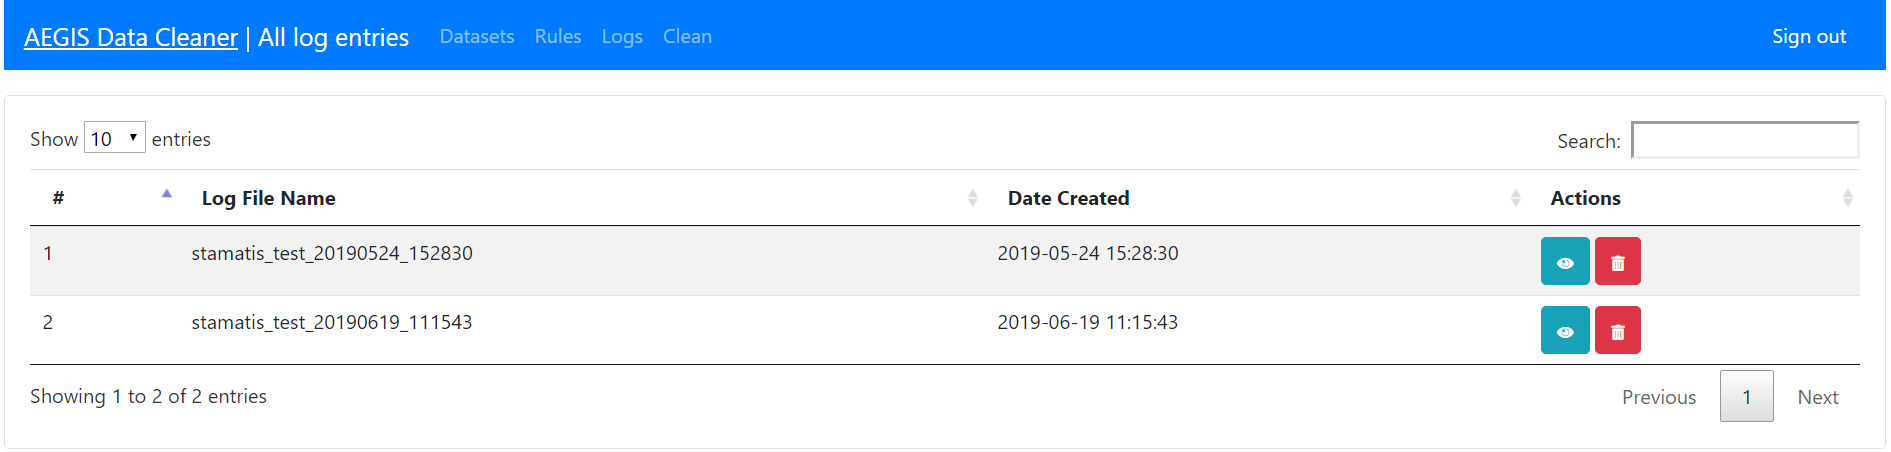 AEGIS Data Cleaner | All log entries Datasets Rules Logs Clean Sign out
Show 10 entries Search:
# Log File Name Date Created Actions
1 stamatis_test_20190524_152830 2019-05-24 15:28:30
2 stamatis_test_20190619_111543 2019-06-19 11:15:43
Showing 1 to 2 of 2 entries Previous 1 Next